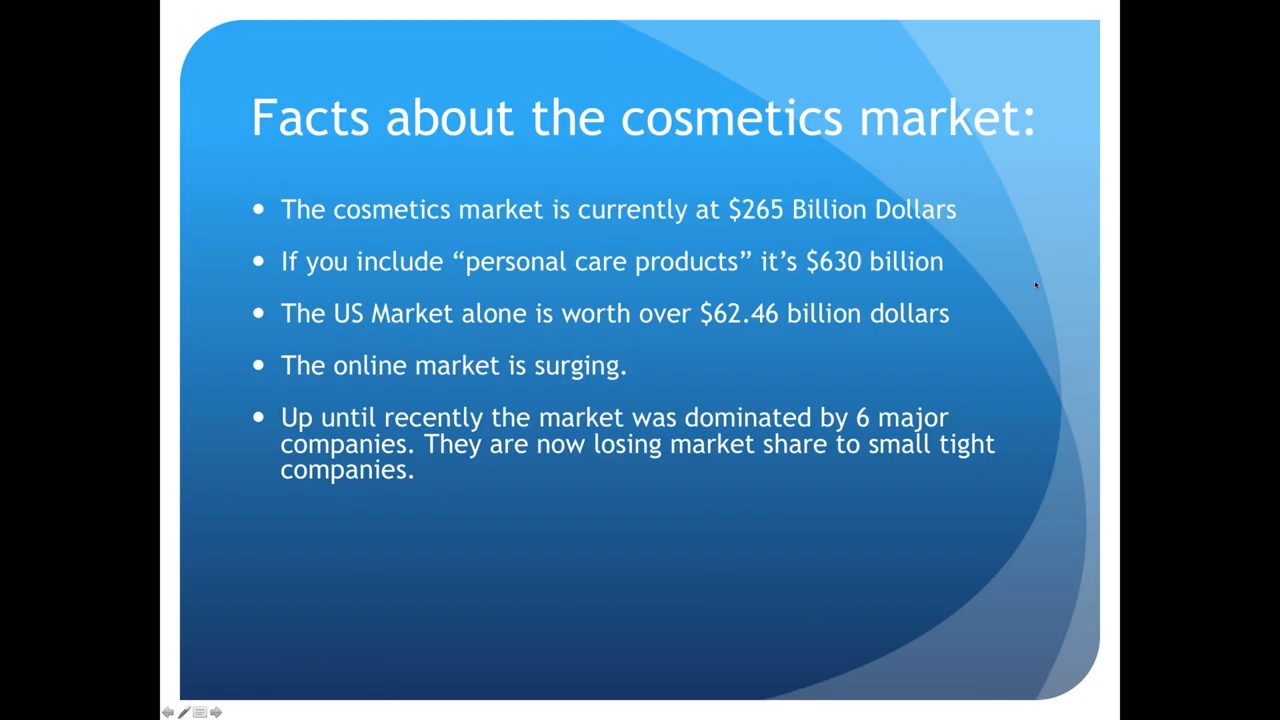 Facts about the cosmetics market:
• The cosmetics market is currently at $265 Billion Dollars
• If you include “personal care products” it’s $630 billion
• The US Market alone is worth over $62.46 billion dollars
• The online market is surging.
• Up until recently the market was dominated by 6 major
companies. They are now losing market share to small tight
companies.